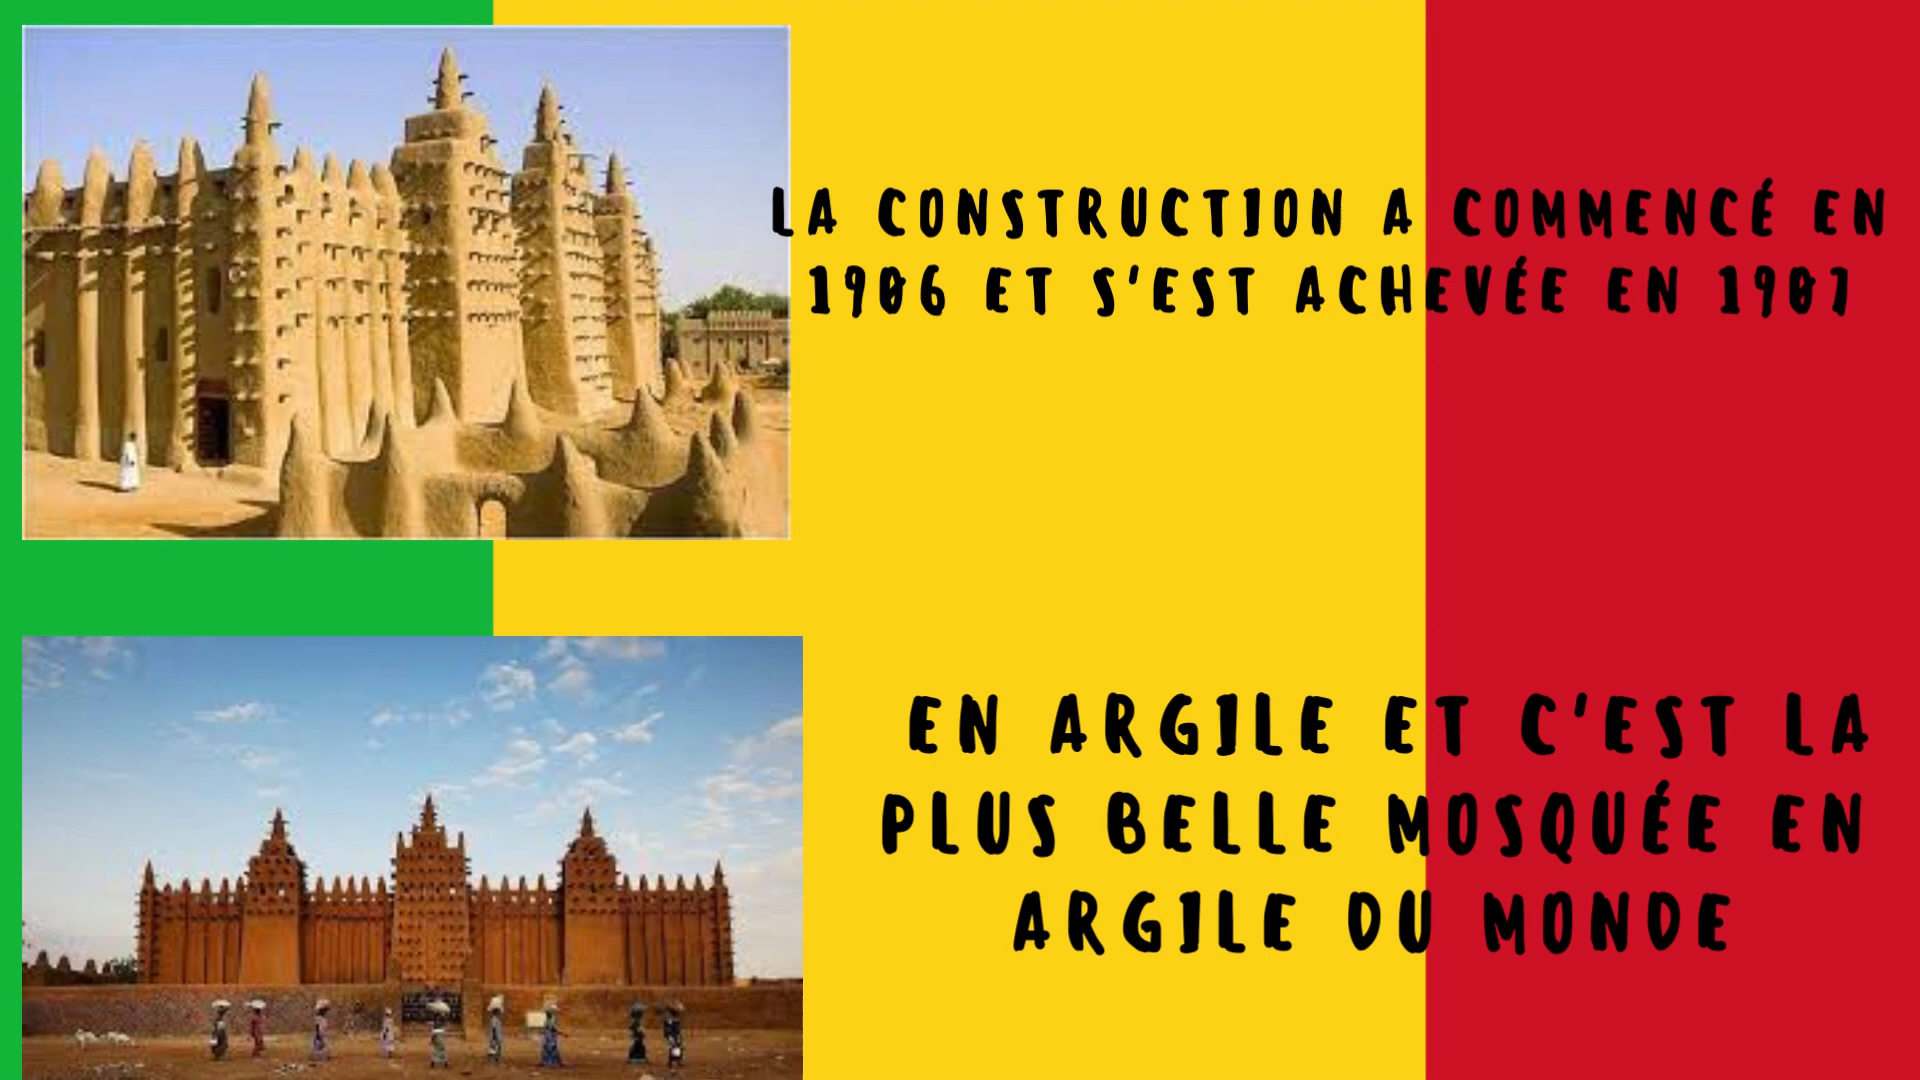 LA CONSTRUCTION A COMMENCÉ EN
1906 ET S'EST ACHEVÉE EN 1907
EN ARGILE ET C'EST LA
PLUS BELLE MOSQUÉE EN
ARGILE DU MONDE